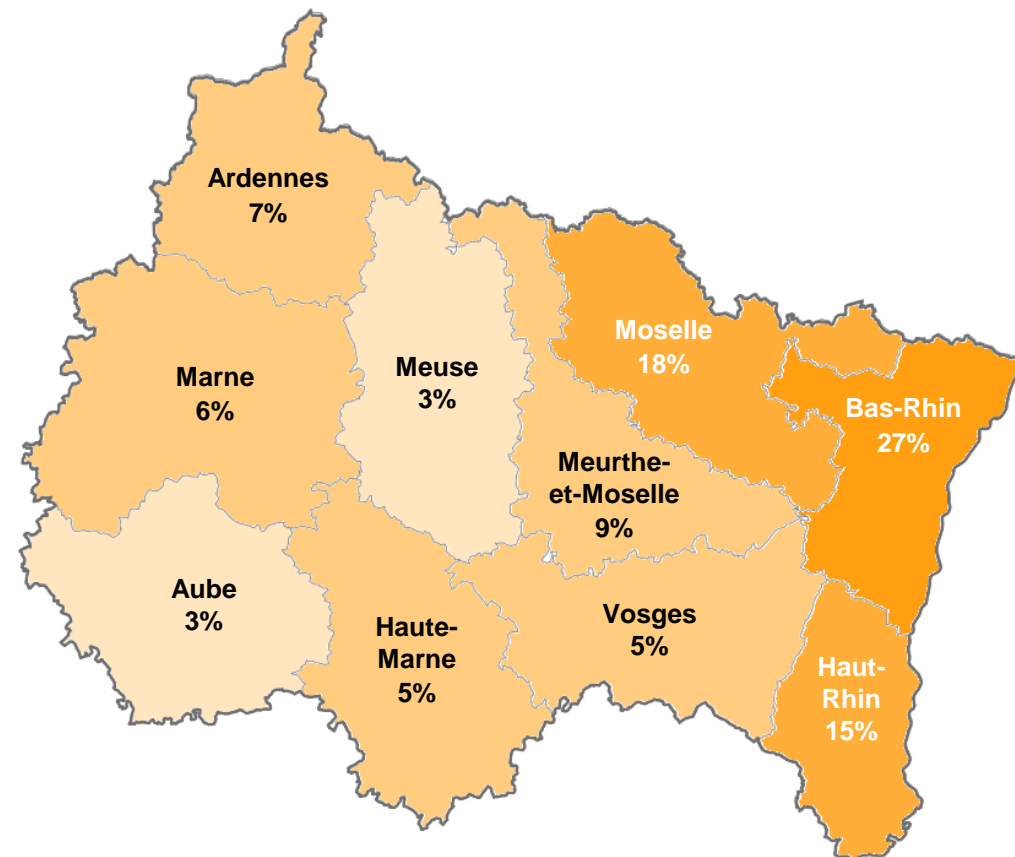 Ardennes
7%
Moselle
18%
Meuse
3%
Marne
6%
Bas-Rhin
27%
Meurthe-
et-Moselle
9%
Aube
3%
Vosges
5%
Haute-
Marne
5%
Haut-
Rhin
15%